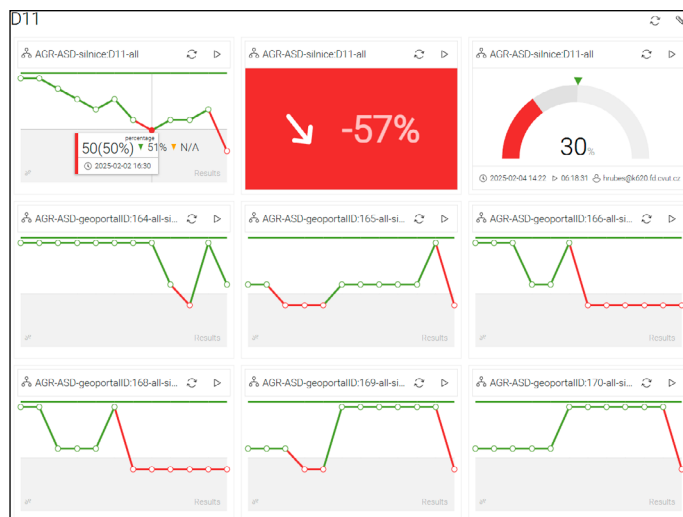 D11
AGR-ASD-silnice:D11-all
AGR-ASD-silnice:D11-all
AGR-ASD-silnice:D11-all
percentage
50(50%) ▼ 51% ▼ N/A
2025-02-02 16:30
Results
-57%
30%
2025-02-04 14:22 06:18:31 hrubes@k620.fd.cvut.cz
AGR-ASD-geoportalID:164-all-si...
AGR-ASD-geoportalID:165-all-si...
AGR-ASD-geoportalID:166-all-si...
Results
Results
Results
AGR-ASD-geoportalID:168-all-si...
AGR-ASD-geoportalID:169-all-si...
AGR-ASD-geoportalID:170-all-si...
Results
Results
Results